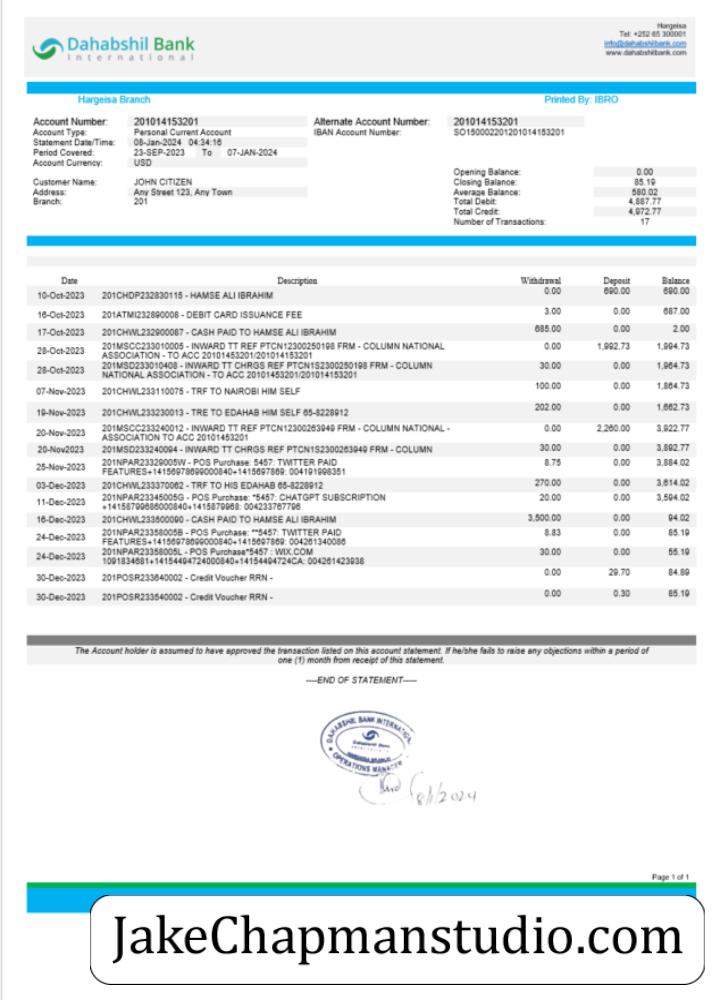 Dahabshil Bank
International
Hargeisa
Tel: +252 65 300001
info@dahabshilbank.com
www.dahabshilbank.com
Hargeisa Branch
Printed By: IBRO
Account Number: 201014153201
Account Type: Personal Current Account
Statement Date/Time: 08-Jan-2024 04:34:16
Period Covered: 23-SEP-2023 To 07-JAN-2024
Account Currency: USD
Customer Name: JOHN CITIZEN
Address: Any Street 123, Any Town
Branch: 201
Alternate Account Number: 201014153201
IBAN Account Number: SO150002201201014153201
Opening Balance: 0.00
Closing Balance: 85.19
Average Balance: 580.02
Total Debit: 4,887.77
Total Credit: 4,972.77
Number of Transactions: 17
Date Description Withdrawal Deposit Balance
10-Oct-2023 201CHDP232830115 - HAMSE ALI IBRAHIM 0.00 690.00 690.00
16-Oct-2023 201ATMI232890008 - DEBIT CARD ISSUANCE FEE 3.00 0.00 687.00
17-Oct-2023 201CHWL232900087 - CASH PAID TO HAMSE ALI IBRAHIM 685.00 0.00 2.00
28-Oct-2023 201MSCC233010005 - INWARD TT REF PTCN12300250198 FRM - COLUMN NATIONAL 0.00 1,992.73 1,994.73
ASSOCIATION - TO ACC 20101453201/201014153201
28-Oct-2023 201MSD233010408 - INWARD TT CHRGS REF PTCN1S2300250198 FRM - COLUMN 30.00 0.00 1,964.73
NATIONAL ASSOCIATION - TO ACC 20101453201/201014153201
07-Nov-2023 201CHWL233110075 - TRF TO NAIROBI HIM SELF 100.00 0.00 1,864.73
19-Nov-2023 201CHWL233230013 - TRE TO EDAHAB HIM SELF 65-8228912 202.00 0.00 1,662.73
20-Nov-2023 201MSCC233240012 - INWARD TT REF PTCN12300263949 FRM - COLUMN NATIONAL - 0.00 2,260.00 3,922.77
ASSOCIATION TO ACC 20101453201
20-Nov2023 201MSD233240094 - INWARD TT CHRGS REF PTCN1S2300263949 FRM - COLUMN 30.00 0.00 3,892.77
25-Nov-2023 201NPAR23329005W - POS Purchase: 5457: TWITTER PAID 8.75 0.00 3,884.02
FEATURES+14156978699000840+1415697869: 004191998351
03-Dec-2023 201CHWL233370062 - TRF TO HIS EDAHAB 65-8228912 270.00 0.00 3,614.02
11-Dec-2023 201NPAR23345005G - POS Purchase: *5457: CHATGPT SUBSCRIPTION 20.00 0.00 3,594.02
+14158799686000840+1415879968: 004233767796
16-Dec-2023 201CHWL233500090 - CASH PAID TO HAMSE ALI IBRAHIM 3,500.00 0.00 94.02
24-Dec-2023 201NPAR23358005B - POS Purchase: **5457: TWITTER PAID 8.83 0.00 85.19
FEATURES+14156978699000840+1415697869: 004261340086
24-Dec-2023 201NPAR23358005L - POS Purchase*5457 : WIX.COM 30.00 0.00 55.19
1091834681+14154494724000840+14154494724CA: 004261423938
30-Dec-2023 201POSR233640002 - Credit Voucher RRN - 0.00 29.70 84.89
30-Dec-2023 201POSR233640002 - Credit Voucher RRN - 0.00 0.30 85.19
The Account holder is assumed to have approved the transaction listed on this account statement. If he/she fails to raise any objections within a period of
one (1) month from receipt of this statement.
----END OF STATEMENT-----
DAHABSHIL BANK INTERNATIONAL
Dahabshil Bank
OPERATIONS MANAGER
8/1/2024
Page 1 of 1
JakeChapmanstudio.com